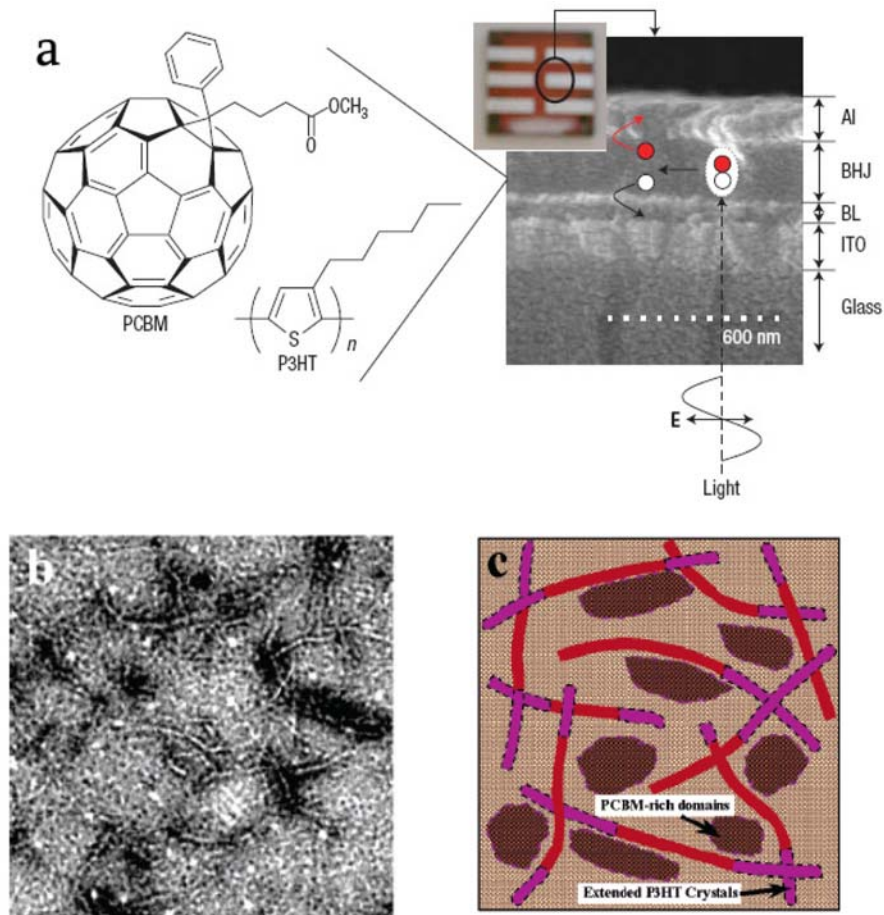 a
OCH3
O
PCBM
S
n
P3HT
Al
BHJ
BL
ITO
Glass
600 nm
E
Light
b
c
PCBM-rich domains
Extended P3HT Crystals